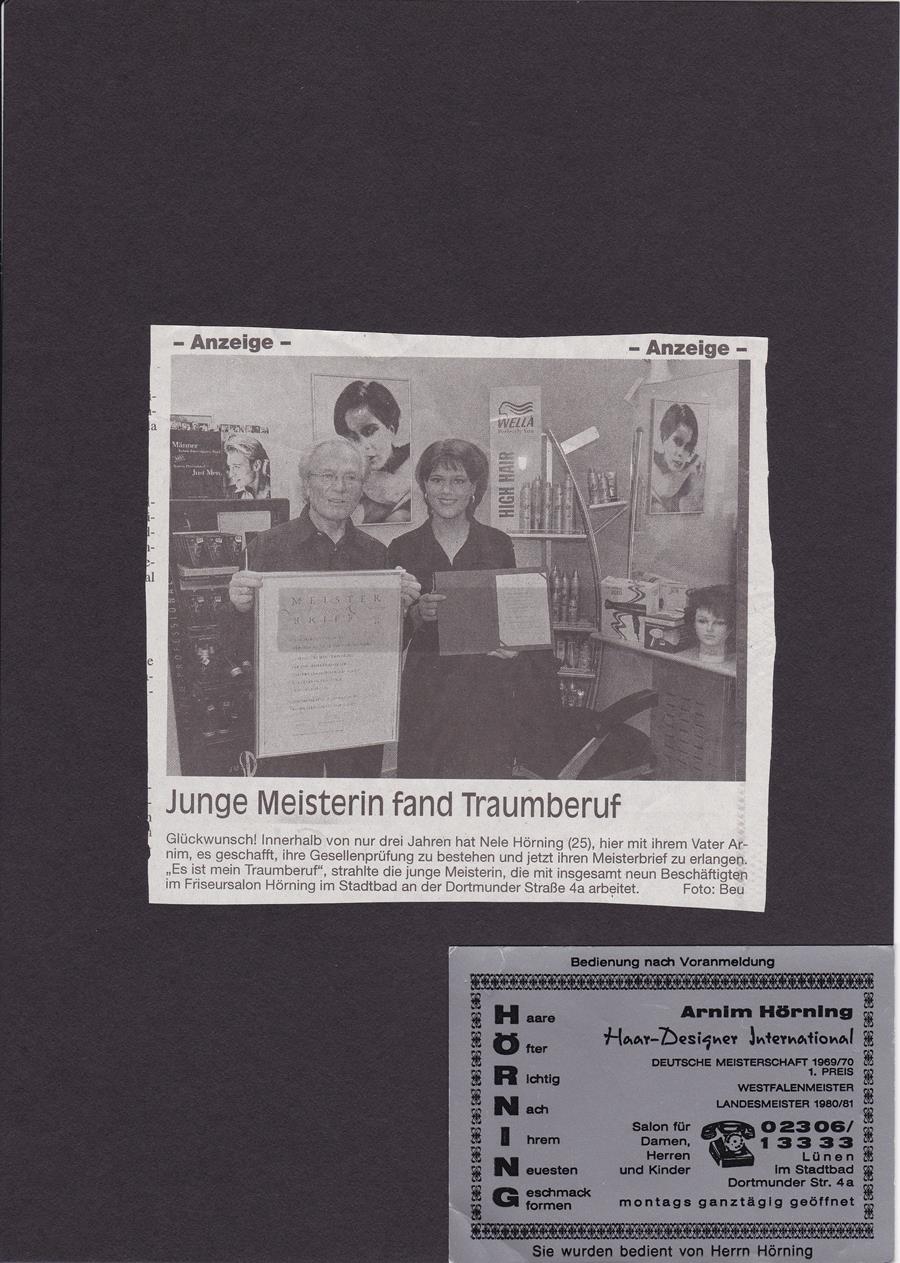 – Anzeige –
– Anzeige –
Männer
Just Men.
WELLA
Perfectly You
HIGH HAIR
PROFESSIONAL
MEISTER
BRIEF
Junge Meisterin fand Traumberuf
Glückwunsch! Innerhalb von nur drei Jahren hat Nele Hörning (25), hier mit ihrem Vater Ar-
nim, es geschafft, ihre Gesellenprüfung zu bestehen und jetzt ihren Meisterbrief zu erlangen.
„Es ist mein Traumberuf“, strahlte die junge Meisterin, die mit insgesamt neun Beschäftigten
im Friseursalon Hörning im Stadtbad an der Dortmunder Straße 4a arbeitet. Foto: Beu
Bedienung nach Voranmeldung
H aare
Ö fter
R ichtig
N ach
I hrem
N euesten
G eschmack
formen
Arnim Hörning
Haar-Designer International
DEUTSCHE MEISTERSCHAFT 1969/70
1. PREIS
WESTFALENMEISTER
LANDESMEISTER 1980/81
Salon für
Damen,
Herren
und Kinder
02306/
13333
Lünen
Im Stadtbad
Dortmunder Str. 4a
montags ganztägig geöffnet
Sie wurden bedient von Herrn Hörning